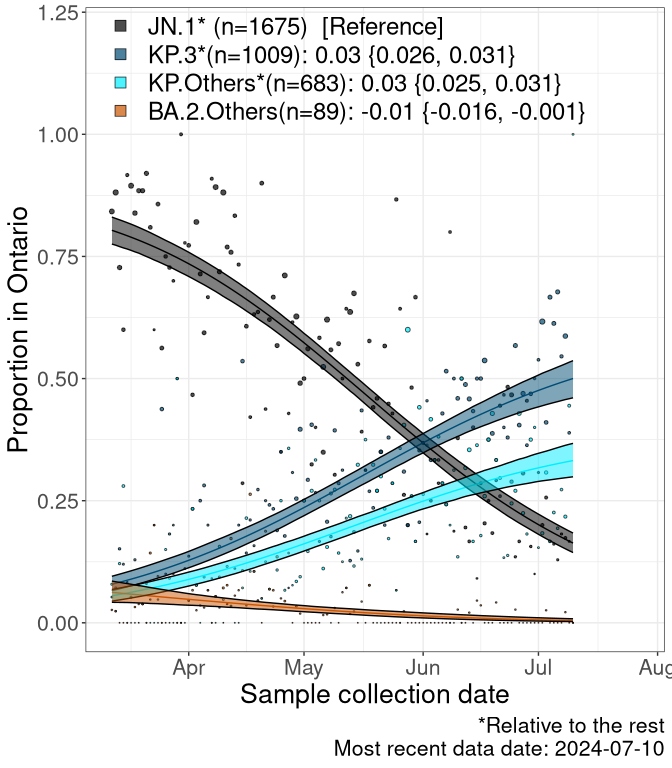 1.25
JN.1* (n=1675)  [Reference]
KP.3*(n=1009): 0.03 {0.026, 0.031}
KP.Others*(n=683): 0.03 {0.025, 0.031}
BA.2.Others(n=89): -0.01 {-0.016, -0.001}
1.00
0.75
0.50
0.25
0.00
Proportion in Ontario
Apr May Jun Jul Aug
Sample collection date
*Relative to the rest
Most recent data date: 2024-07-10